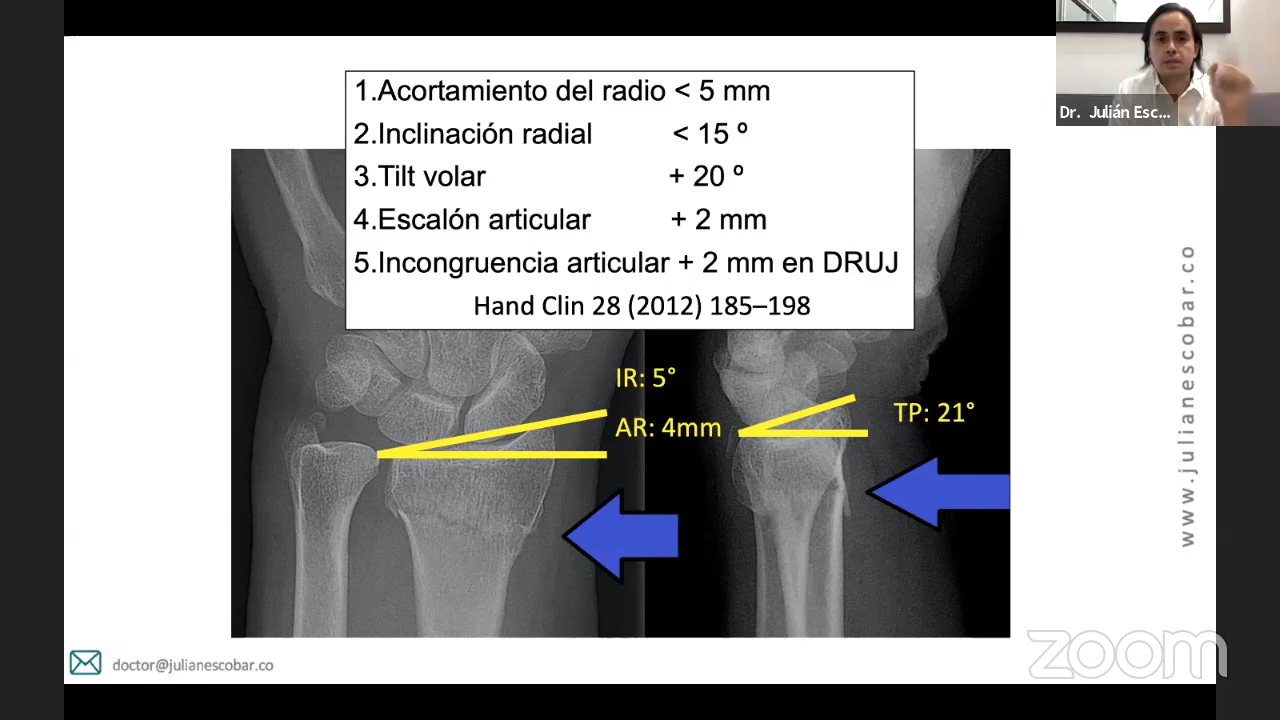 Dr. Julián Esc...
1.Acortamiento del radio < 5 mm
2.Inclinación radial < 15 º
3.Tilt volar + 20 º
4.Escalón articular + 2 mm
5.Incongruencia articular + 2 mm en DRUJ
Hand Clin 28 (2012) 185–198
IR: 5°
AR: 4mm
TP: 21°
www.julianescobar.co
doctor@julianescobar.co
zoom